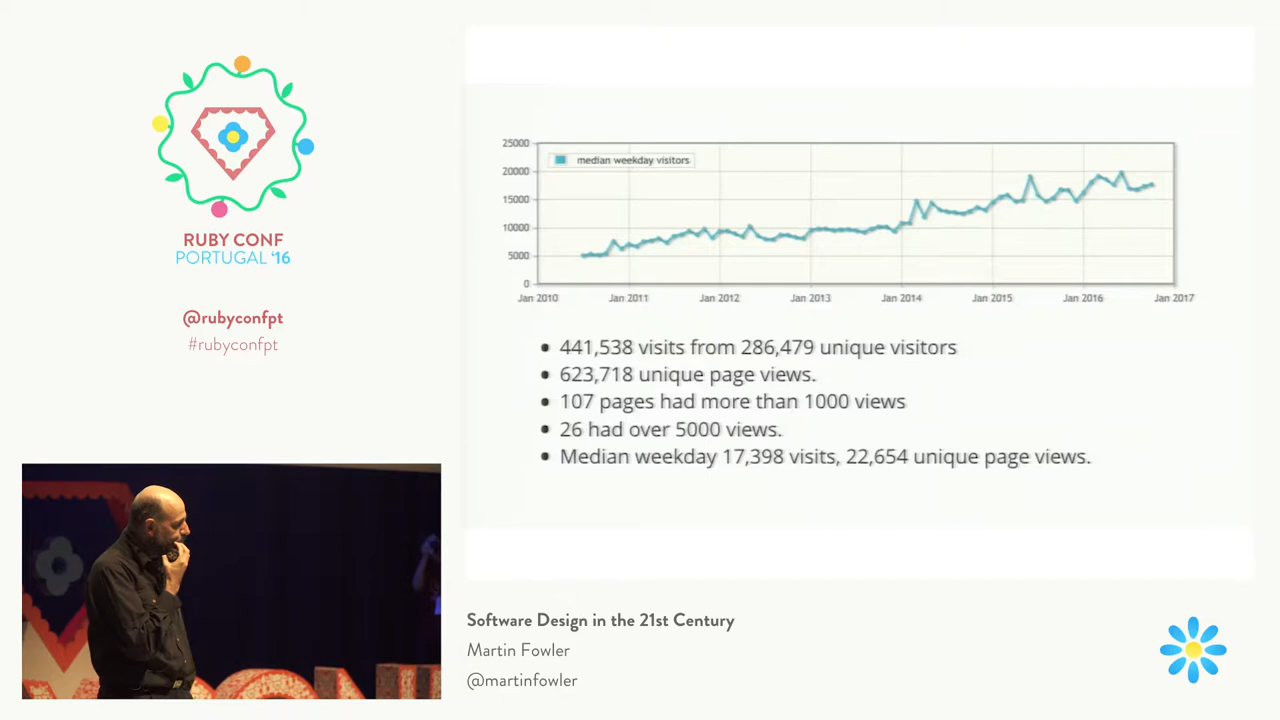 RUBY CONF
PORTUGAL '16
@rubyconfpt
#rubyconfpt
25000
20000
15000
10000
5000
0
median weekday visitors
Jan 2010 Jan 2011 Jan 2012 Jan 2013 Jan 2014 Jan 2015 Jan 2016 Jan 2017
• 441,538 visits from 286,479 unique visitors
• 623,718 unique page views.
• 107 pages had more than 1000 views
• 26 had over 5000 views.
• Median weekday 17,398 visits, 22,654 unique page views.
Software Design in the 21st Century
Martin Fowler
@martinfowler